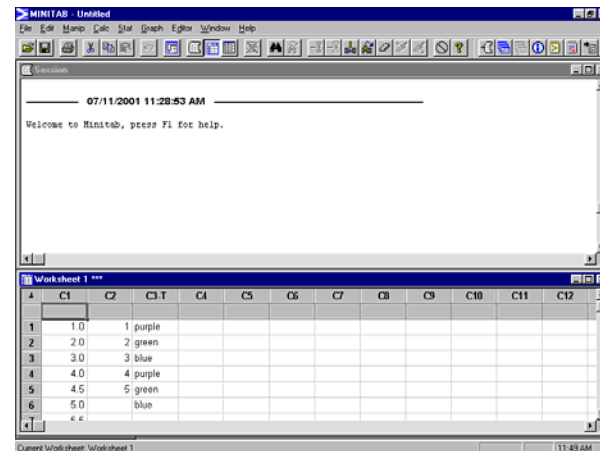 MINITAB - Untitled
File Edit Manip Calc Stat Graph Editor Window Help
Session
07/11/2001 11:28:53 AM
Welcome to Minitab, press F1 for help.
Worksheet 1 ***
C1 C2 C3-T C4 C5 C6 C7 C8 C9 C10 C11 C12
1 1.0 1 purple
2 2.0 2 green
3 3.0 3 blue
4 4.0 4 purple
5 4.5 5 green
6 5.0 blue
Current Worksheet: Worksheet 1 11:49 AM